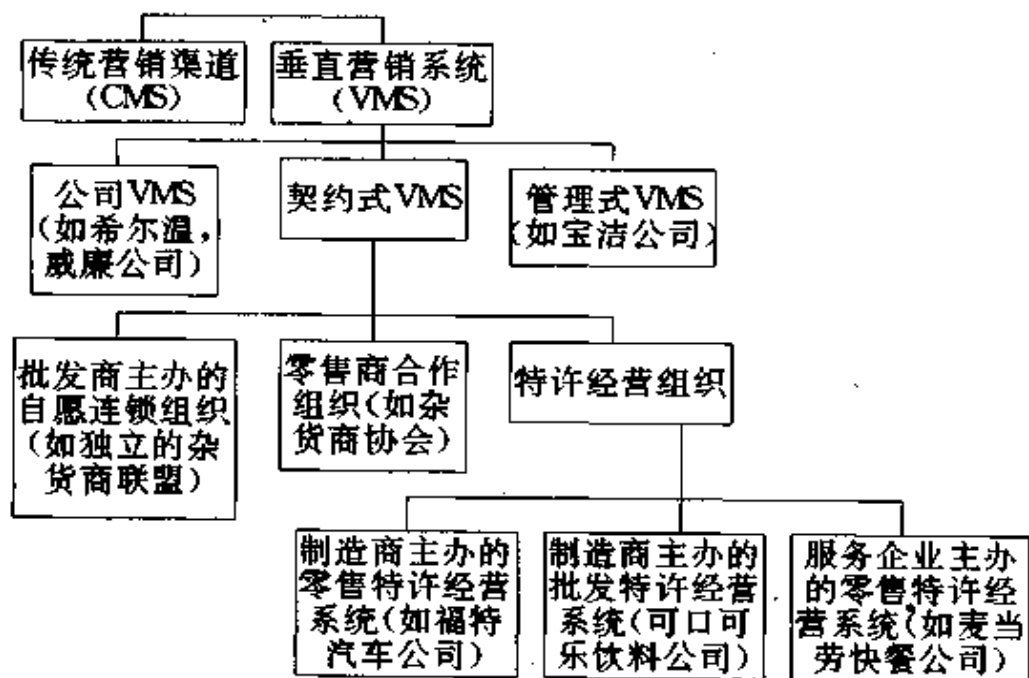 传统营销渠道
（CMS）
垂直营销系统
（VMS）
公司VMS
（如希尔温，
威廉公司）
契约式VMS
管理式VMS
（如宝洁公司）
批发商主办的
自愿连锁组织
（如独立的杂
货商联盟）
零售商合作
组织（如杂
货商协会）
特许经营组织
制造商主办的
零售特许经营
系统（如福特
汽车公司）
制造商主办的
批发特许经营
系统（可口可
乐饮料公司）
服务企业主办
的零售特许经
营系统（如麦当
劳快餐公司）